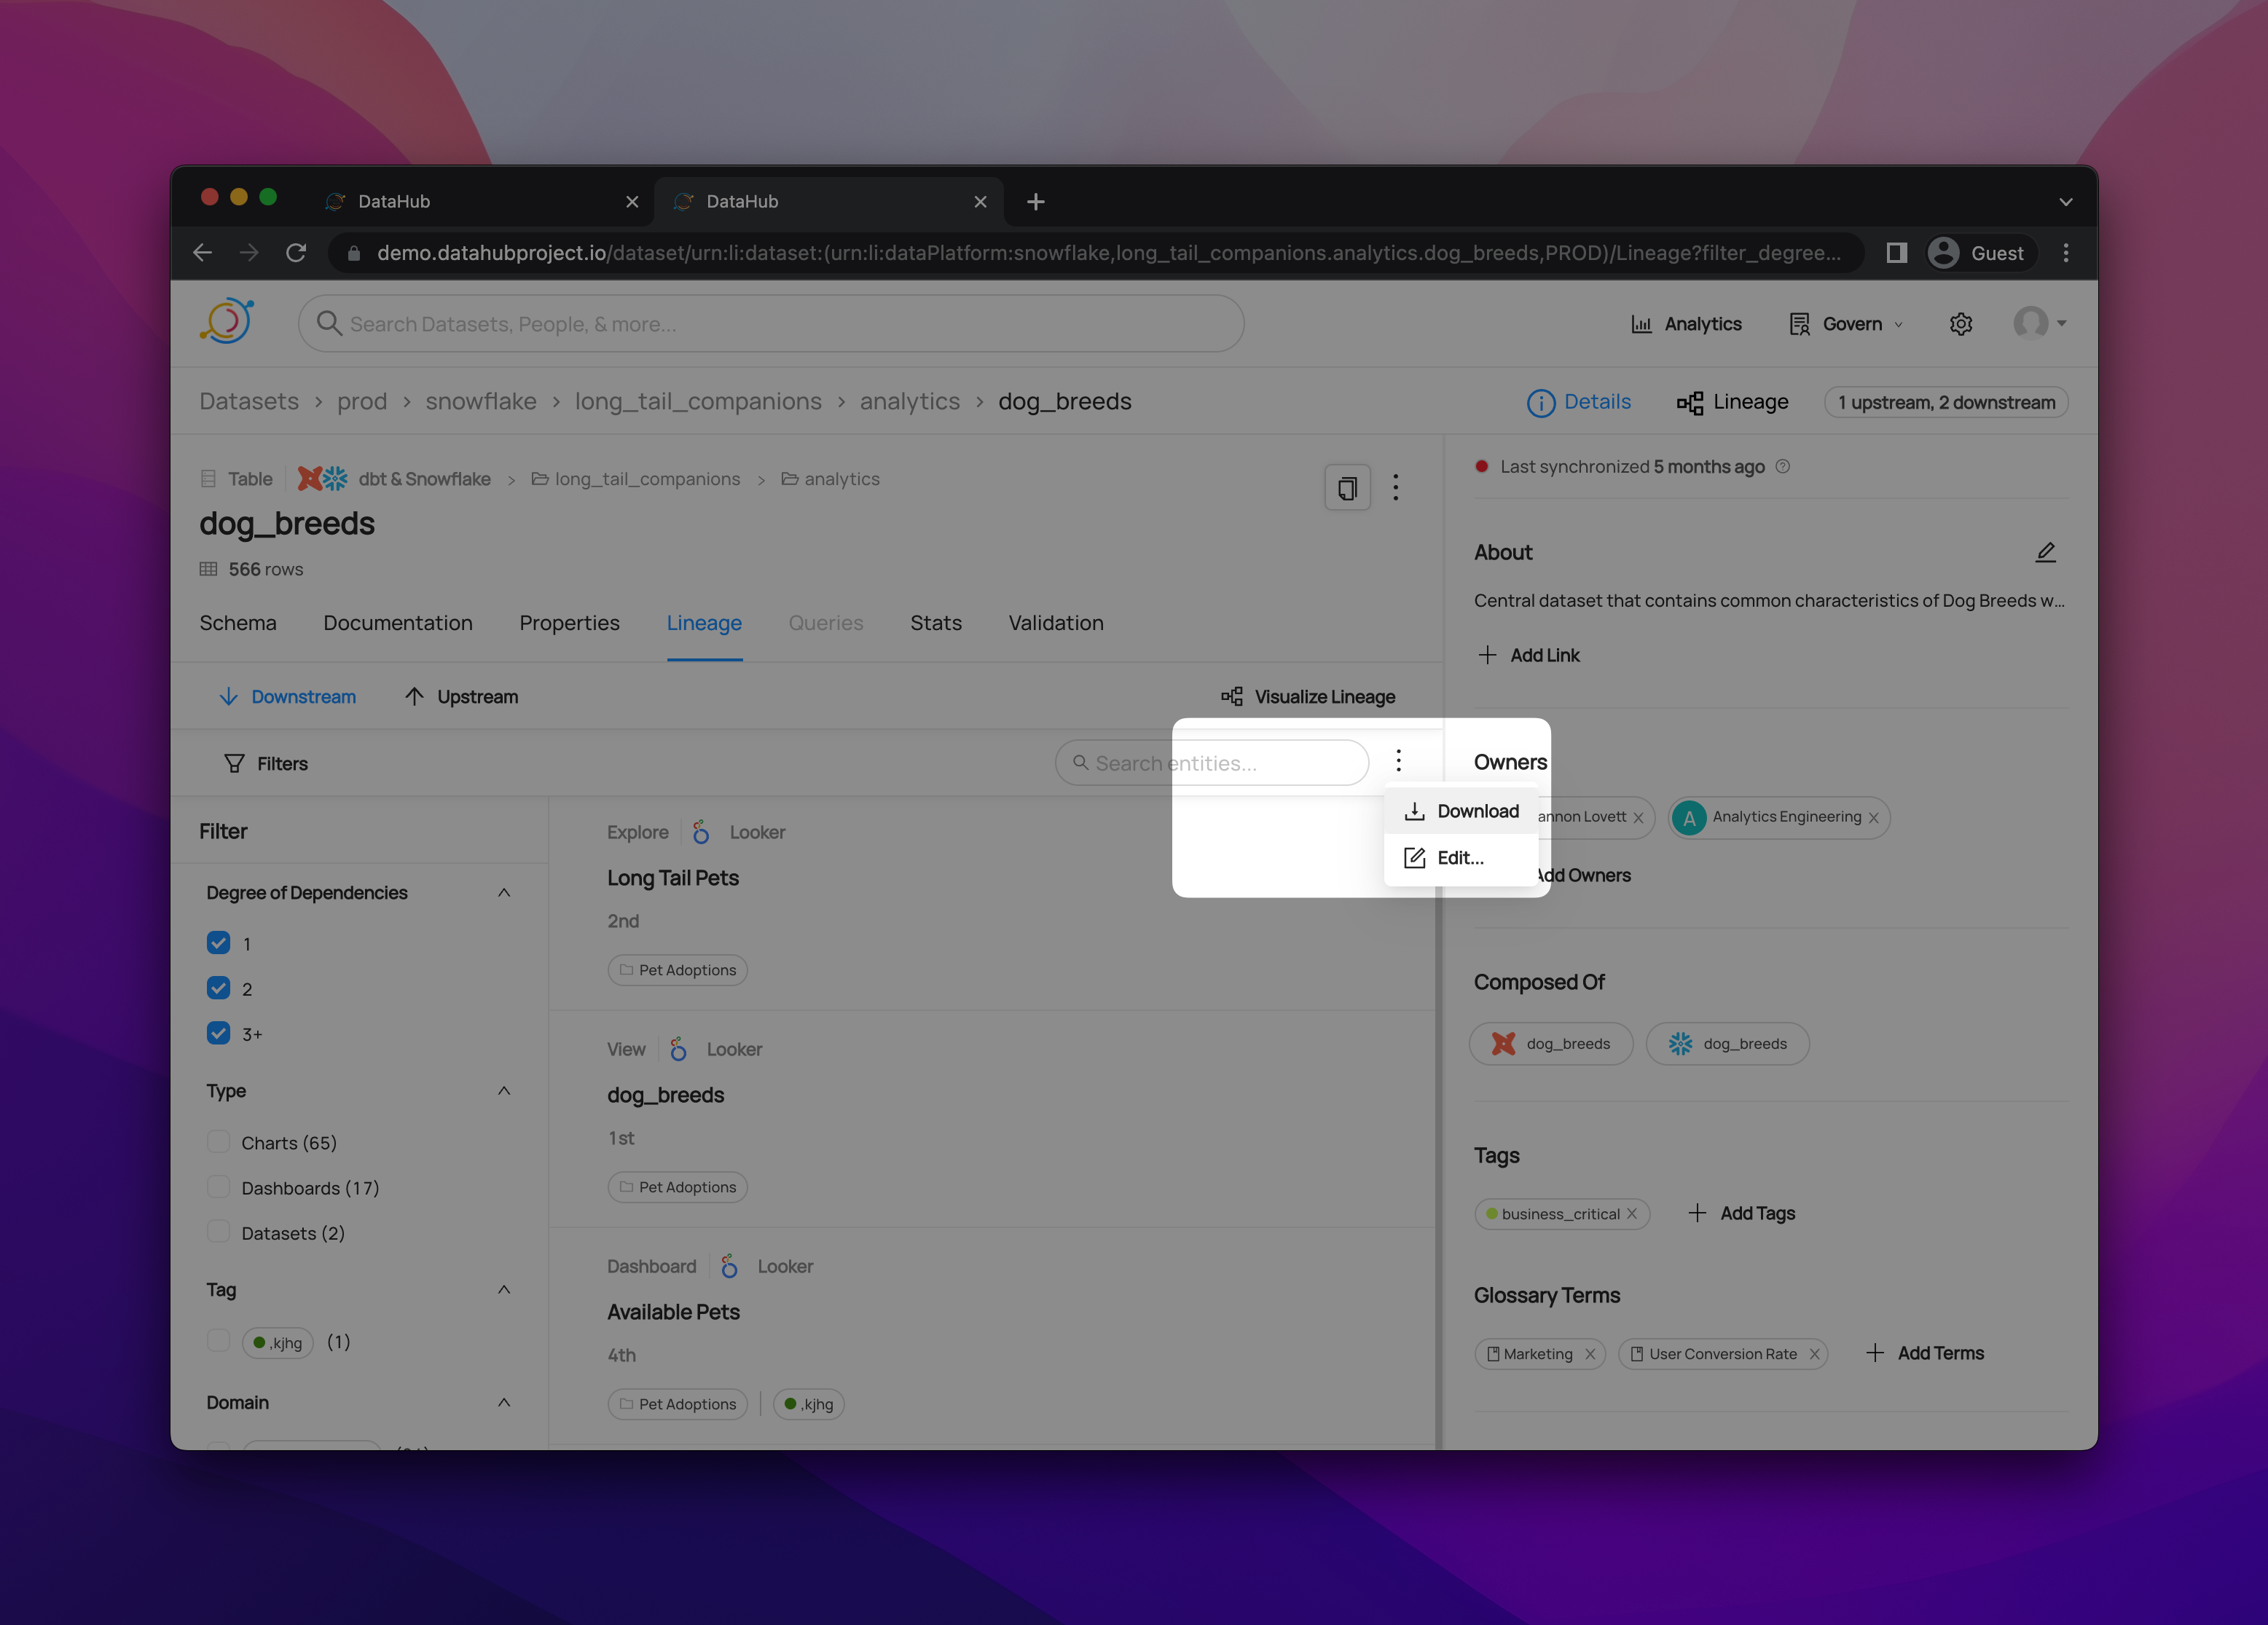 DataHub
DataHub
demo.datahubproject.io/dataset/urn:li:dataset:(urn:li:dataPlatform:snowflake,long_tail_companions.analytics.dog_breeds,PROD)/Lineage?filter_degree...
Guest
Search Datasets, People, & more...
Analytics
Govern
Datasets > prod > snowflake > long_tail_companions > analytics > dog_breeds
Details
Lineage
1 upstream, 2 downstream
Table
dbt & Snowflake > long_tail_companions > analytics
dog_breeds
566 rows
Schema
Documentation
Properties
Lineage
Queries
Stats
Validation
Downstream
Upstream
Visualize Lineage
Filters
Search entities...
Download
Edit...
Filter
Degree of Dependencies
1
2
3+
Type
Charts (65)
Dashboards (17)
Datasets (2)
Tag
,kjhg (1)
Domain
Explore
Looker
Long Tail Pets
2nd
Pet Adoptions
View
Looker
dog_breeds
1st
Pet Adoptions
Dashboard
Looker
Available Pets
4th
Pet Adoptions
,kjhg
Last synchronized 5 months ago
About
Central dataset that contains common characteristics of Dog Breeds w...
Add Link
Owners
Lovett
A Analytics Engineering
Add Owners
Composed Of
dog_breeds
dog_breeds
Tags
business_critical
Add Tags
Glossary Terms
Marketing
User Conversion Rate
Add Terms